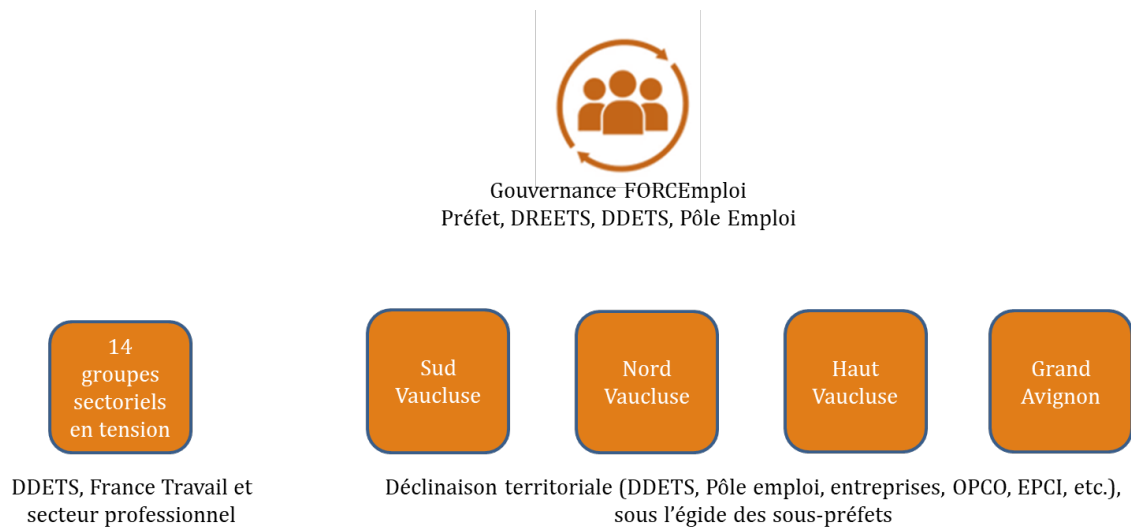 Gouvernance FORCEmploi
Préfet, DREETS, DDETS, Pôle Emploi
14
groupes
sectoriels
en tension
Sud
Vaucluse
Nord
Vaucluse
Haut
Vaucluse
Grand
Avignon
DDETS, France Travail et
secteur professionnel
Déclinaison territoriale (DDETS, Pôle emploi, entreprises, OPCO, EPCI, etc.),
sous l’égide des sous-préfets